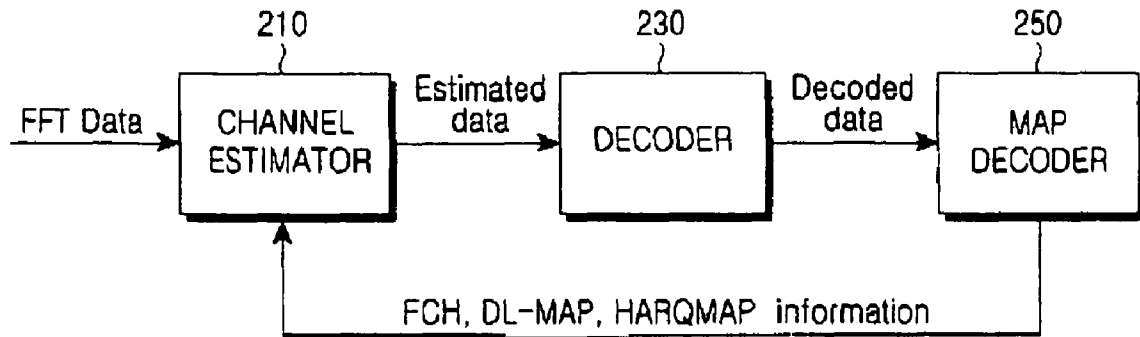 210
230
250
FFT Data
CHANNEL
ESTIMATOR
Estimated
data
DECODER
Decoded
data
MAP
DECODER
FCH, DL-MAP, HARQMAP information